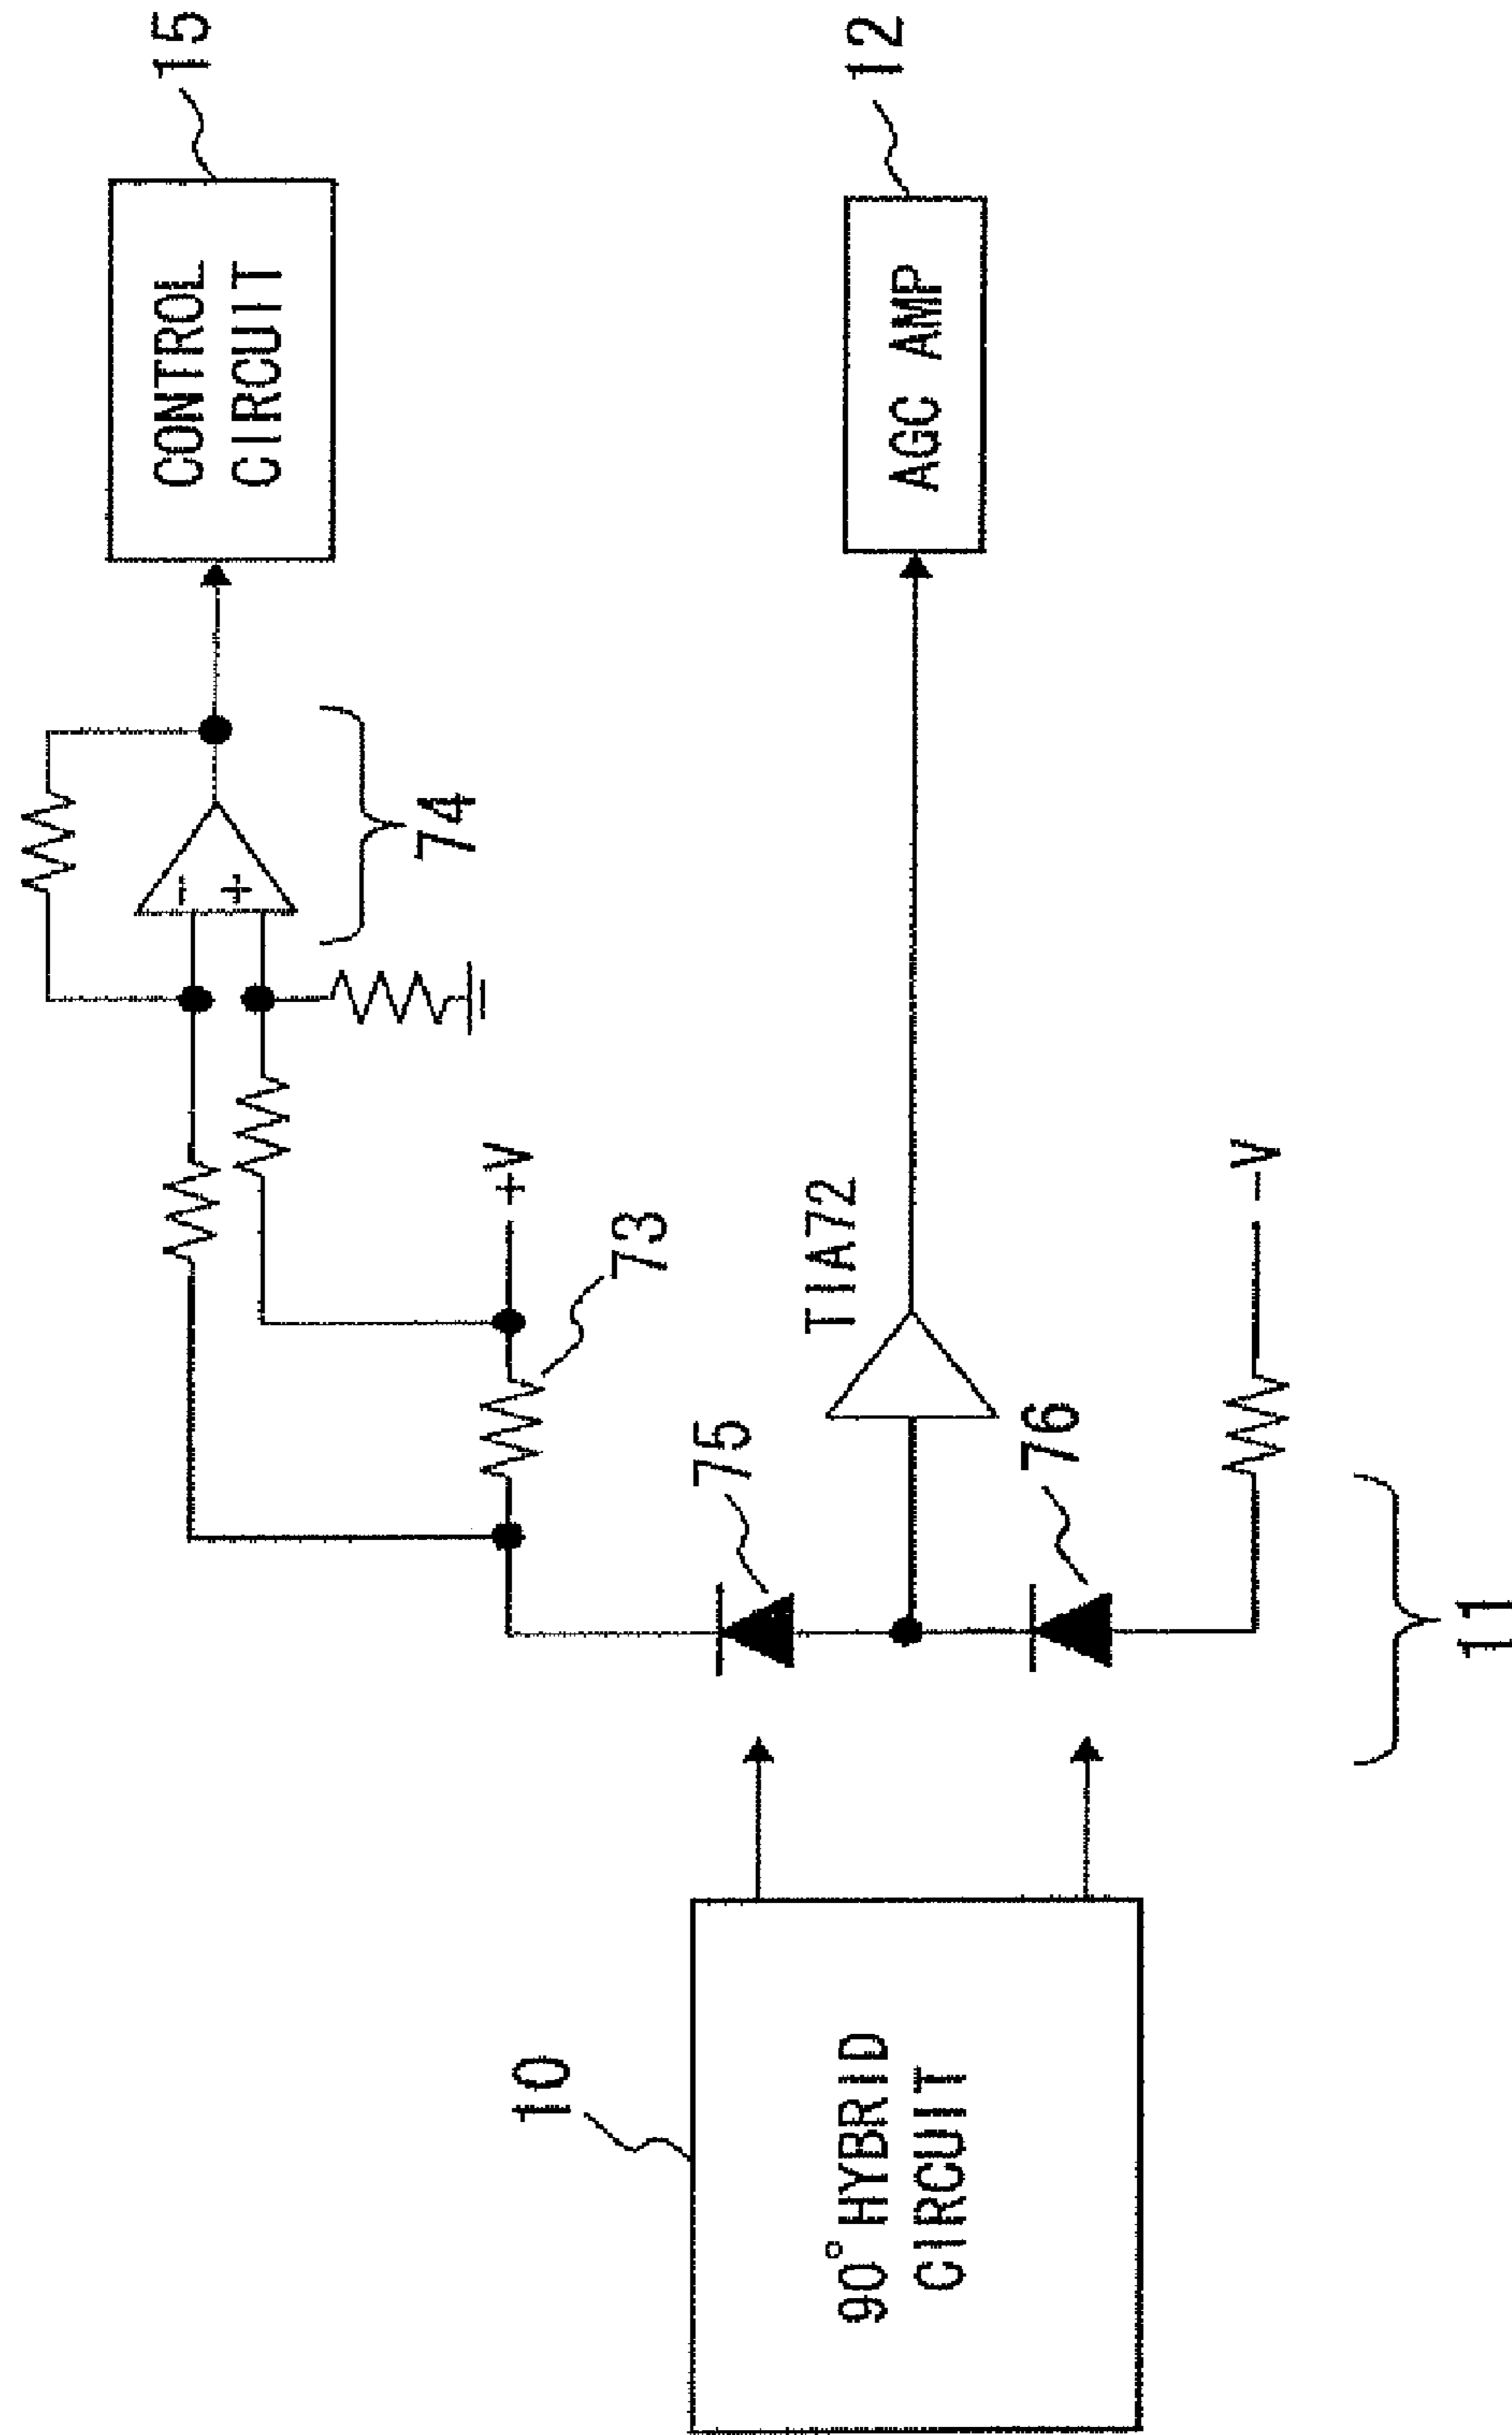 15
CONTROL
CIRCUIT
-
+
74
+V
73
12
AGC AMP
TIA72
75
76
-V
11
10
90° HYBRID
CIRCUIT